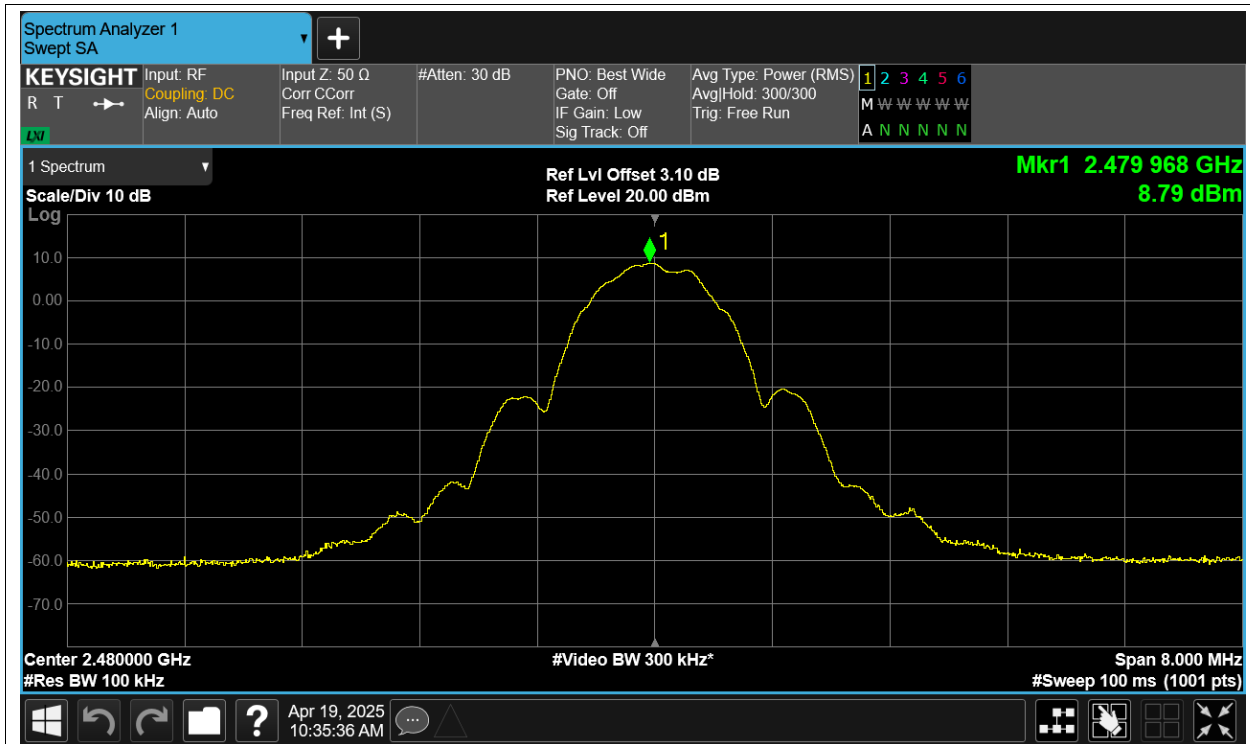 Spectrum Analyzer 1
Swept SA
KEYSIGHT
R T
LXI
Input: RF
Coupling: DC
Align: Auto
Input Z: 50 Ω
Corr CCorr
Freq Ref: Int (S)
#Atten: 30 dB
PNO: Best Wide
Gate: Off
IF Gain: Low
Sig Track: Off
Avg Type: Power (RMS)
Avg|Hold: 300/300
Trig: Free Run
1 2 3 4 5 6
M W W W W W
A N N N N N
1 Spectrum
Scale/Div 10 dB
Log
Ref Lvl Offset 3.10 dB
Ref Level 20.00 dBm
Mkr1 2.479 968 GHz
8.79 dBm
1
10.0
0.00
-10.0
-20.0
-30.0
-40.0
-50.0
-60.0
-70.0
Center 2.480000 GHz
#Res BW 100 kHz
#Video BW 300 kHz*
Span 8.000 MHz
#Sweep 100 ms (1001 pts)
?
Apr 19, 2025
10:35:36 AM